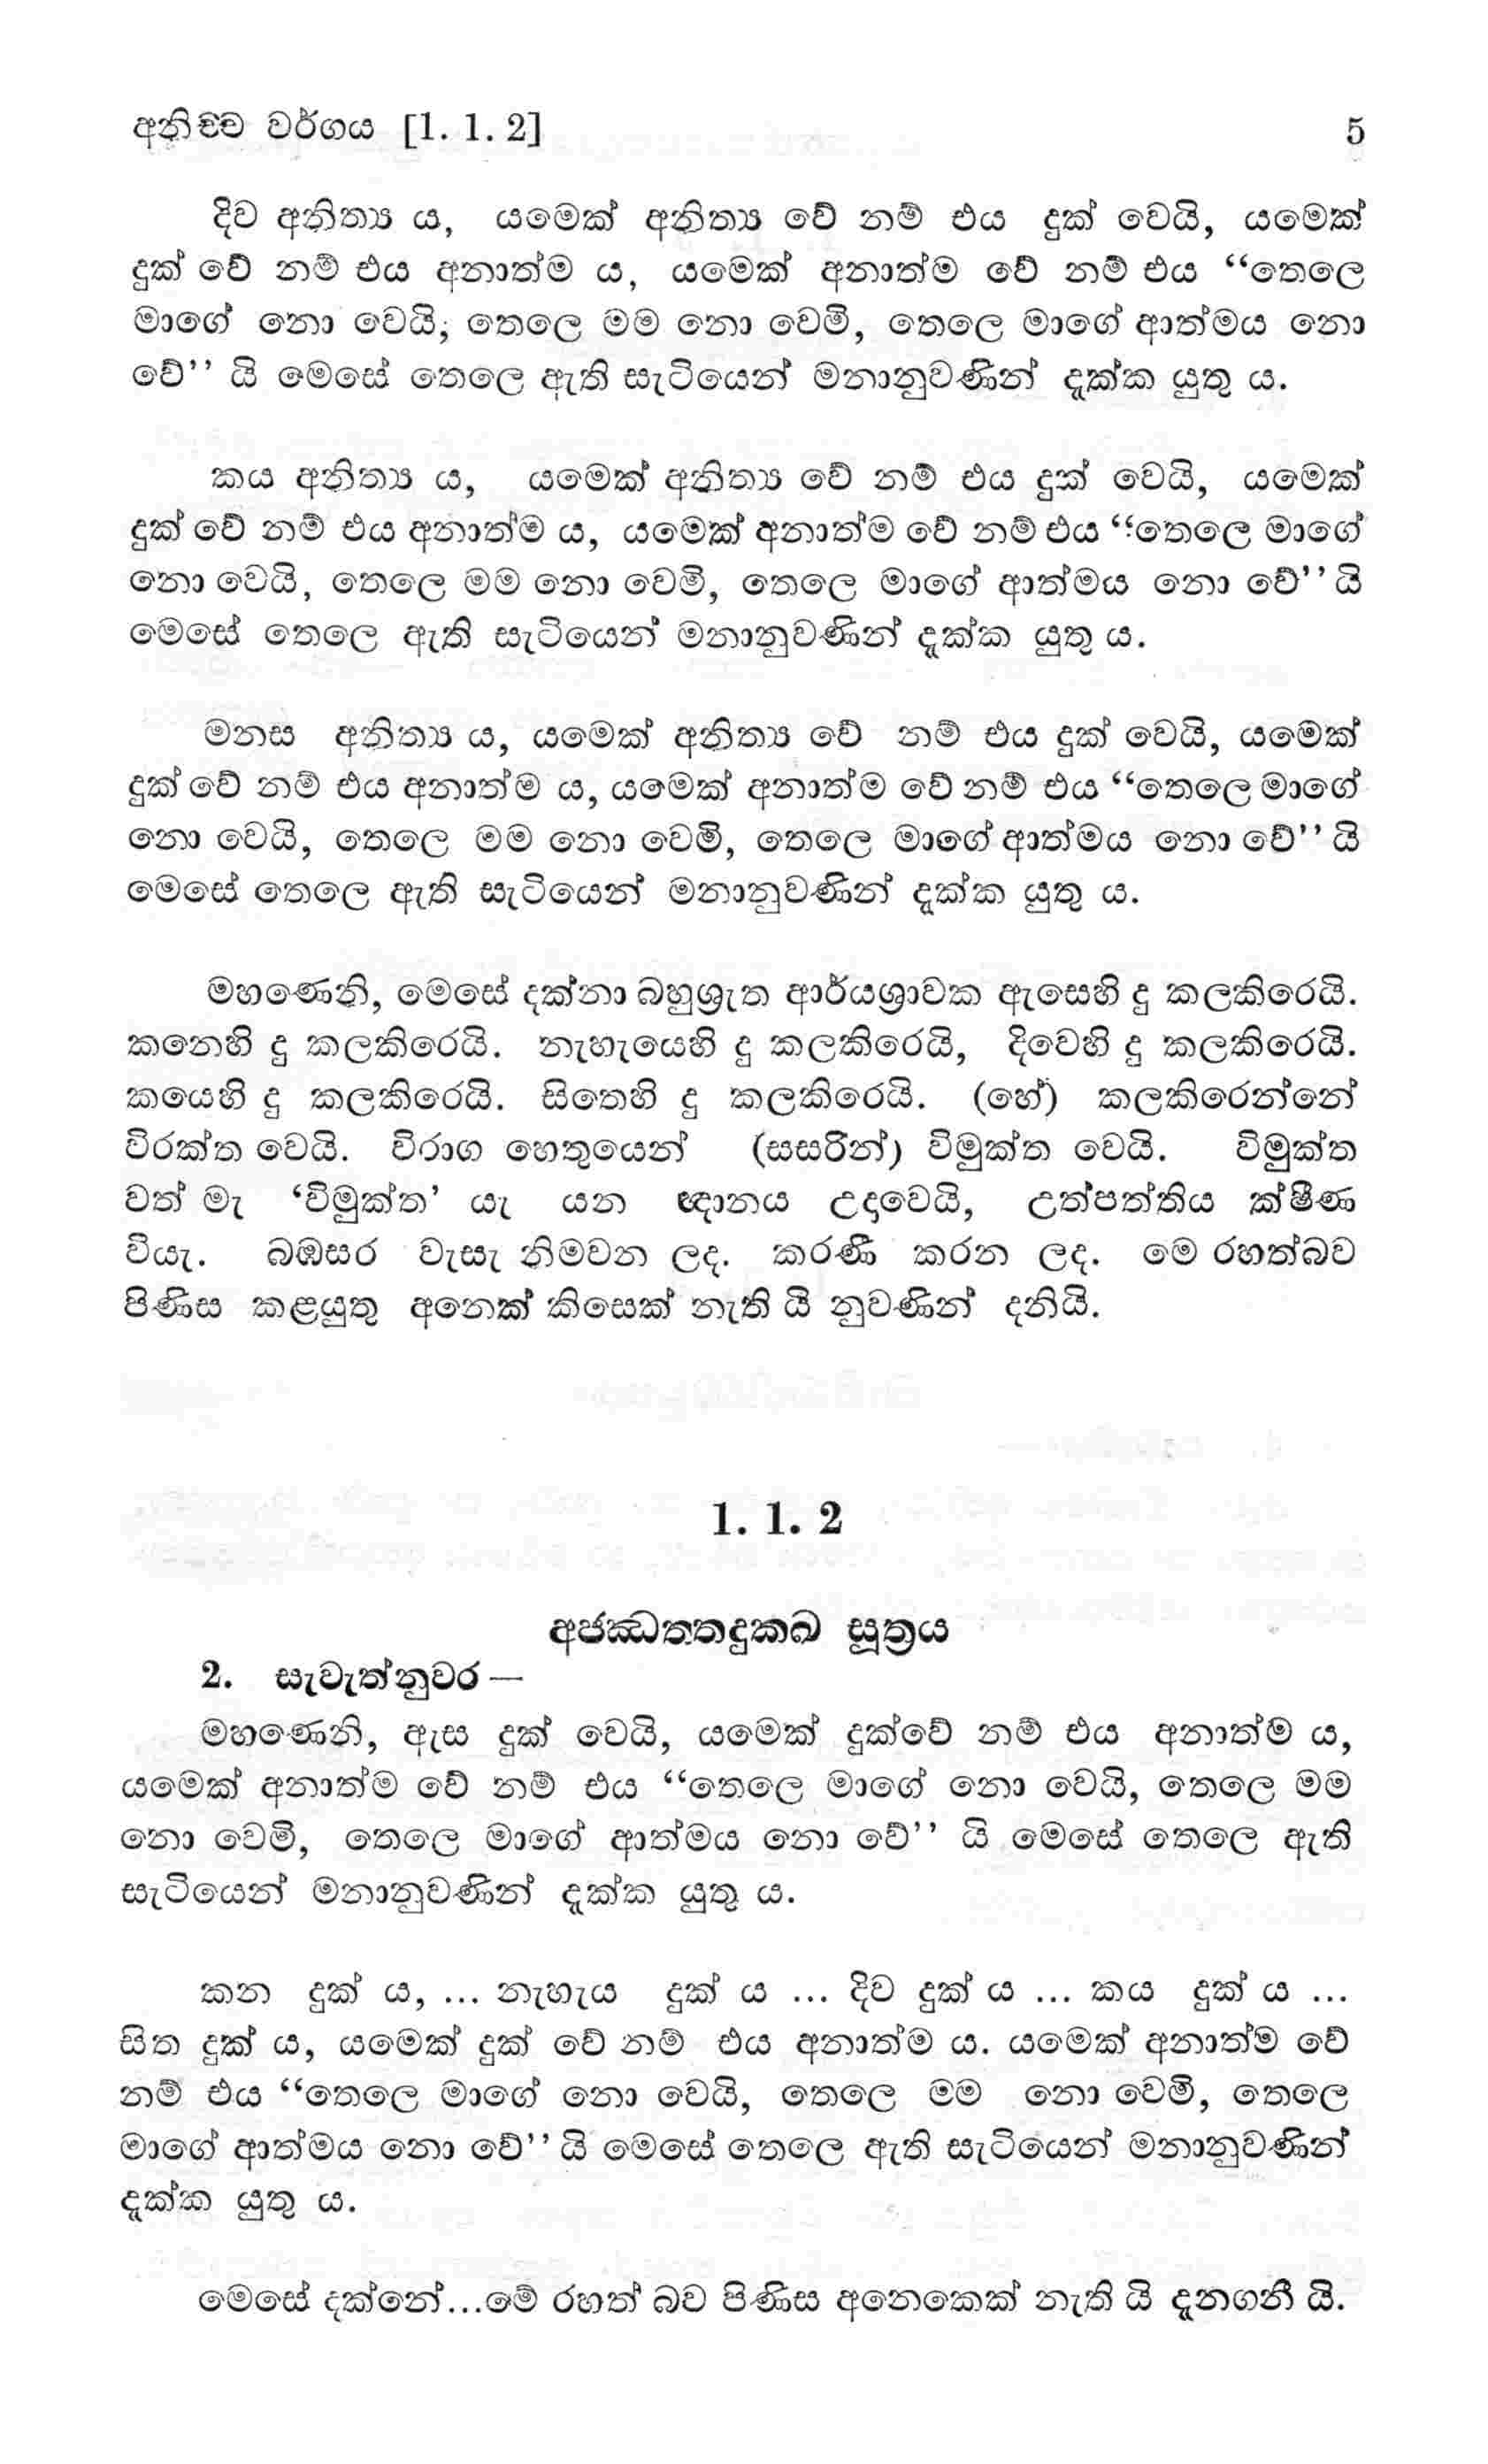 අනිච්ච වර්ගය [1. 1. 2] 5
දිව අනිත්‍ය ය, යමෙක් අනිත්‍ය වේ නම් එය දුක් වෙයි, යමෙක්
දුක් වේ නම් එය අනාත්ම ය, යමෙක් අනාත්ම වේ නම් එය “තෙලෙ
මාගේ නො වෙයි, තෙලෙ මම නො වෙමි, තෙලෙ මාගේ ආත්මය නො
වේ’’ යි මෙසේ තෙලෙ ඇති සැටියෙන් මනානුවණින් දැක්ක යුතු ය.
කය අනිත්‍ය ය, යමෙක් අනිත්‍ය වේ නම් එය දුක් වෙයි, යමෙක්
දුක් වේ නම් එය අනාත්ම ය, යමෙක් අනාත්ම වේ නම් එය “තෙලෙ මාගේ
නො වෙයි, තෙලෙ මම නො වෙමි, තෙලෙ මාගේ ආත්මය නො වේ’’ යි
මෙසේ තෙලෙ ඇති සැටියෙන් මනානුවණින් දැක්ක යුතු ය.
මනස අනිත්‍ය ය, යමෙක් අනිත්‍ය වේ නම් එය දුක් වෙයි, යමෙක්
දුක් වේ නම් එය අනාත්ම ය, යමෙක් අනාත්ම වේ නම් එය “තෙලෙ මාගේ
නො වෙයි, තෙලෙ මම නො වෙමි, තෙලෙ මාගේ ආත්මය නො වේ’’ යි
මෙසේ තෙලෙ ඇති සැටියෙන් මනානුවණින් දැක්ක යුතු ය.
මහණෙනි, මෙසේ දක්නා බහුශ්‍රැත ආර්යශ්‍රාවක ඇසෙහි දු කලකිරෙයි.
කනෙහි දු කලකිරෙයි. නැහැයෙහි දු කලකිරෙයි, දිවෙහි දු කලකිරෙයි.
කයෙහි දු කලකිරෙයි. සිතෙහි දු කලකිරෙයි. (හේ) කලකිරෙන්නේ
විරක්ත වෙයි. විරාග හෙතුයෙන් (සසරින්) විමුක්ත වෙයි. විමුක්ත
වත් මැ ‘විමුක්ත’ යැ යන ඥානය උදාවෙයි, උත්පත්තිය ක්ෂීණ
වියැ. බඹසර වැසැ නිමවන ලද. කරණී කරන ලද. මෙ රහත්බව
පිණිස කළයුතු අනෙක් කිසෙක් නැති යි නුවණින් දනියි.
1. 1. 2
අජ්ඣත්තදුක්ඛ සූත්‍රය
2. සැවැත්නුවර —
මහණෙනි, ඇස දුක් වෙයි, යමෙක් දුක්වේ නම් එය අනාත්ම ය,
යමෙක් අනාත්ම වේ නම් එය “තෙලෙ මාගේ නො වෙයි, තෙලෙ මම
නො වෙමි, තෙලෙ මාගේ ආත්මය නො වේ’’ යි මෙසේ තෙලෙ ඇති
සැටියෙන් මනානුවණින් දැක්ක යුතු ය.
කන දුක් ය, ... නැහැය දුක් ය ... දිව දුක් ය ... කය දුක් ය ...
සිත දුක් ය, යමෙක් දුක් වේ නම් එය අනාත්ම ය. යමෙක් අනාත්ම වේ
නම් එය “තෙලෙ මාගේ නො වෙයි, තෙලෙ මම නො වෙමි, තෙලෙ
මාගේ ආත්මය නො වේ’’ යි මෙසේ තෙලෙ ඇති සැටියෙන් මනානුවණින්
දැක්ක යුතු ය.
මෙසේ දක්නේ...මේ රහත් බව පිණිස අනෙකෙක් නැති යි දැනගනී යි.